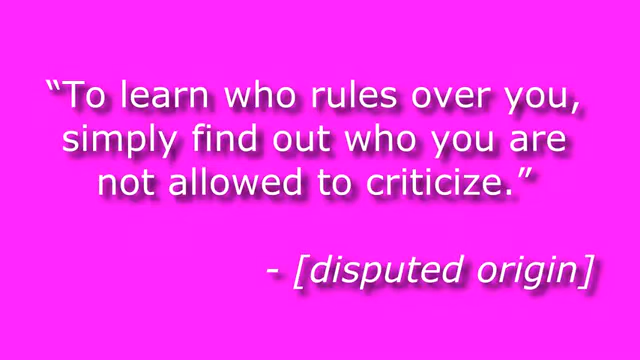 “To learn who rules over you,
simply find out who you are
not allowed to criticize.”
- [disputed origin]